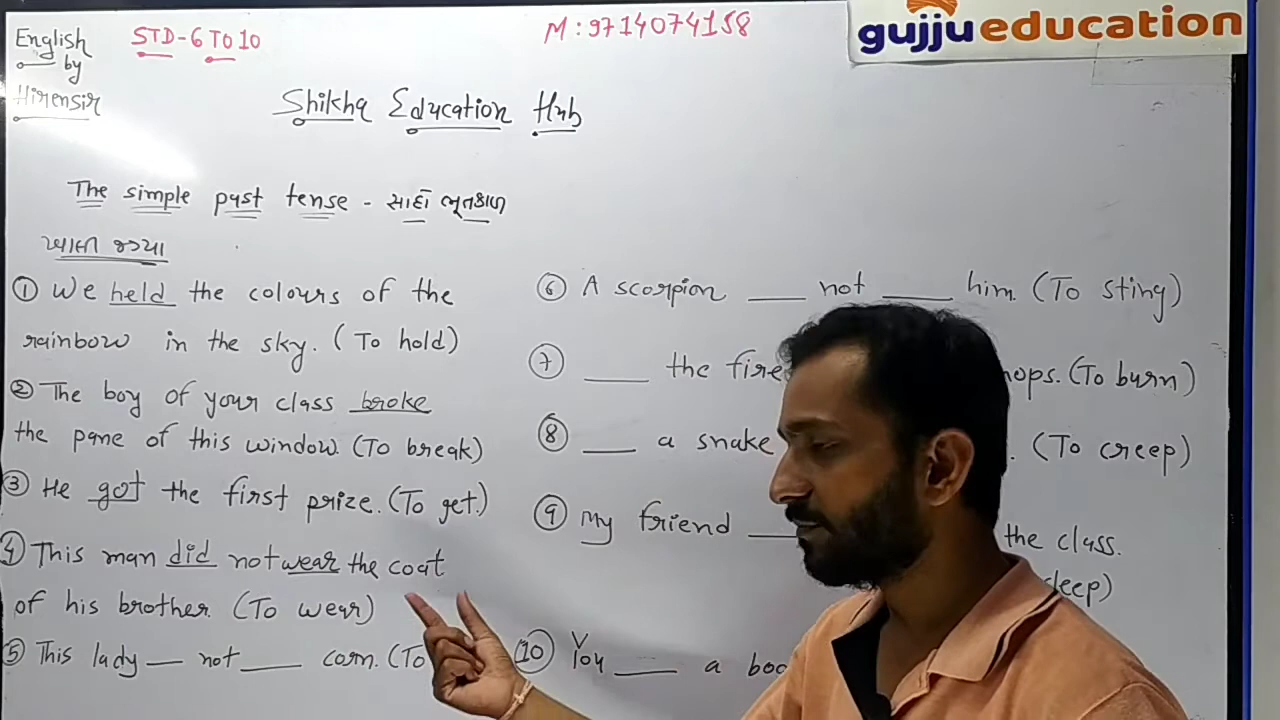 English
by
Hirensir
STD-6 TO 10
M : 9714074158
gujjueducation
Shikha Education Hub
The simple past tense - સાદો ભૂતકાળ
ખાલી જગ્યા
① We held the colours of the
rainbow in the sky. (To hold)
② The boy of your class broke
the pane of this window. (To break)
③ He got the first prize. (To get.)
④ This man did not wear the coat
of his brother. (To wear)
⑤ This lady __ not ___ corn. (To
⑥ A scorpion ___ not ___ him. (To sting)
⑦ ___ the fire (To burn)
⑧ ___ a snake . (To creep)
⑨ My friend ___ the class.
⑩ You ___ a